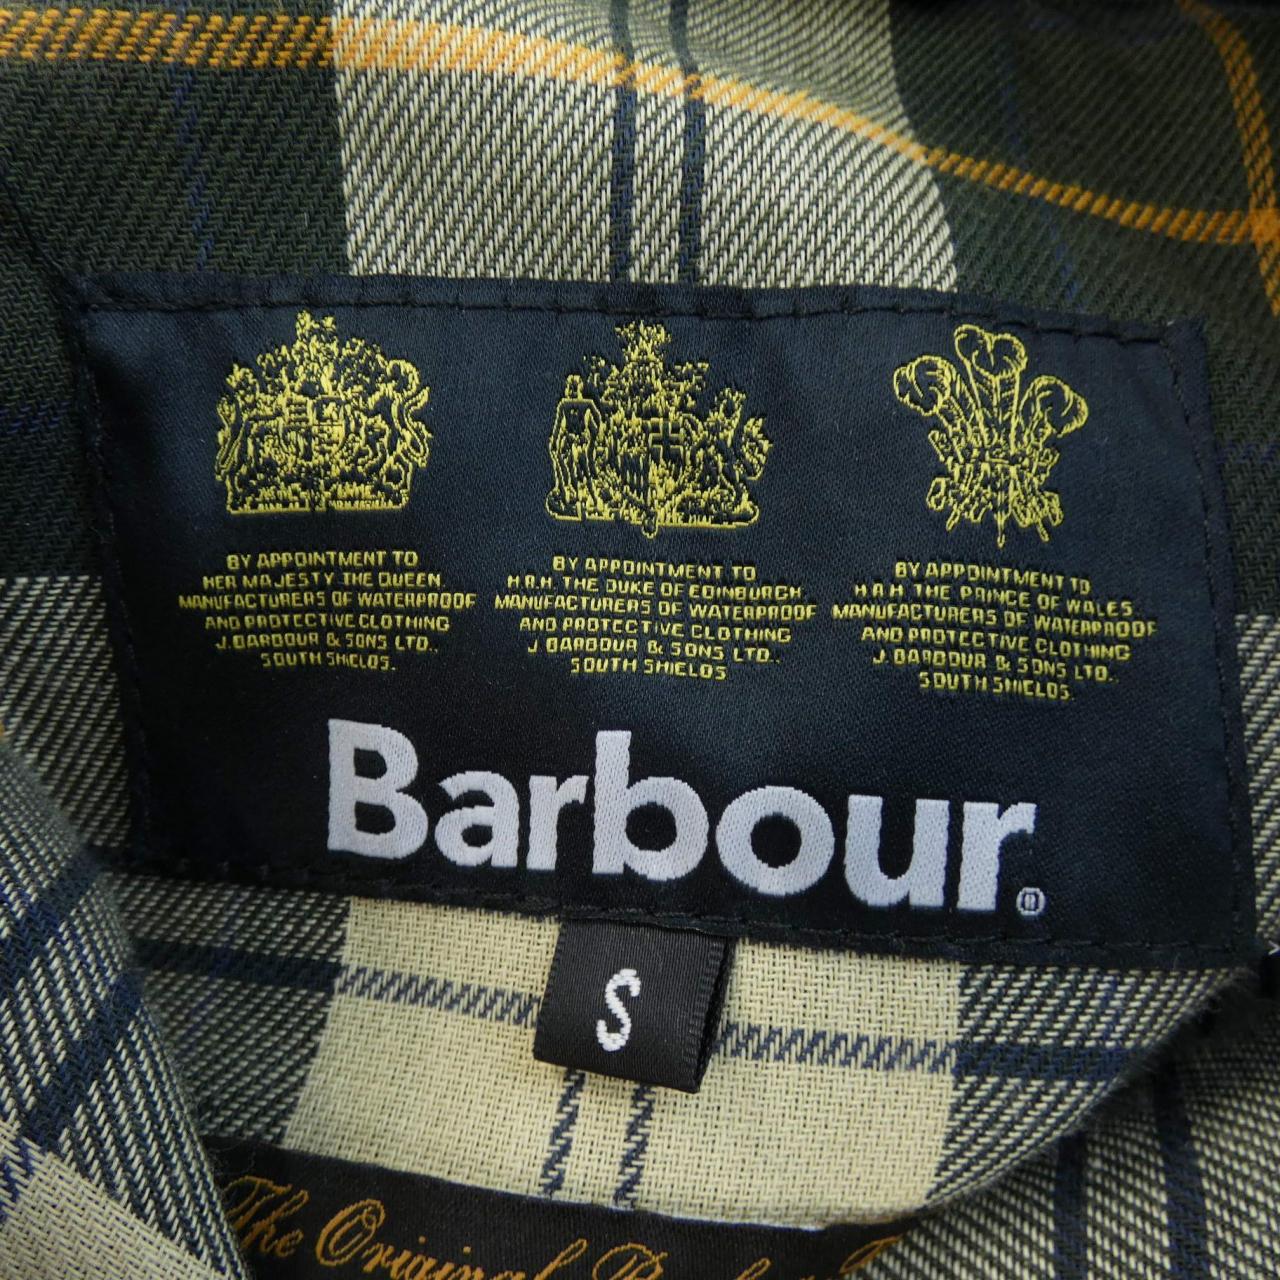 BY APPOINTMENT TO
HER MAJESTY THE QUEEN
MANUFACTURERS OF WATERPROOF
AND PROTECTIVE CLOTHING
J. BARBOUR & SONS LTD.,
SOUTH SHIELDS.
BY APPOINTMENT TO
H.R.H. THE DUKE OF EDINBURGH
MANUFACTURERS OF WATERPROOF
AND PROTECTIVE CLOTHING
J BARBOUR & SONS LTD.,
SOUTH SHIELDS
BY APPOINTMENT TO
H.R.H. THE PRINCE OF WALES
MANUFACTURERS OF WATERPROOF
AND PROTECTIVE CLOTHING
J. BARBOUR & SONS LTD.,
SOUTH SHIELDS
Barbour®
S
The Original